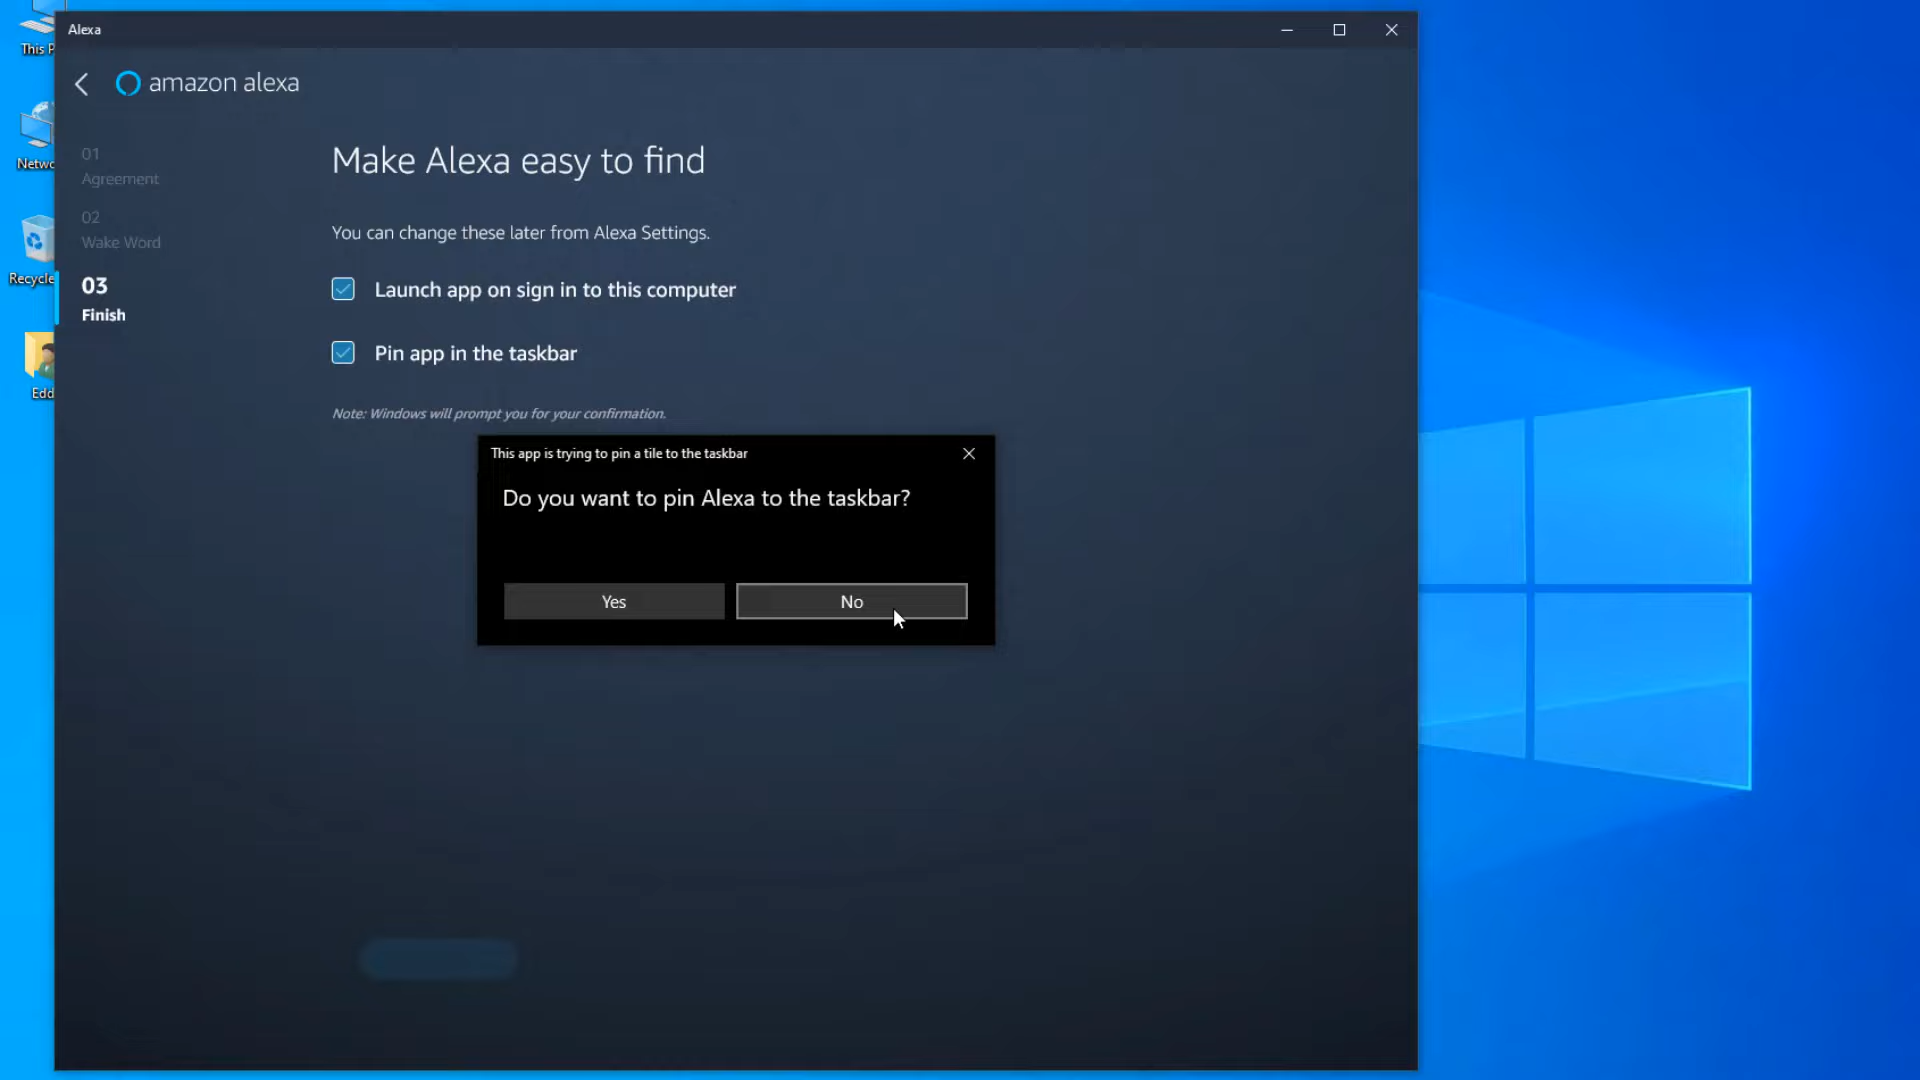 This P
Netwo
Recycle
Edd
Alexa
amazon alexa
01
Agreement
02
Wake Word
03
Finish
Make Alexa easy to find
You can change these later from Alexa Settings.
Launch app on sign in to this computer
Pin app in the taskbar
Note: Windows will prompt you for your confirmation.
This app is trying to pin a tile to the taskbar
Do you want to pin Alexa to the taskbar?
Yes
No